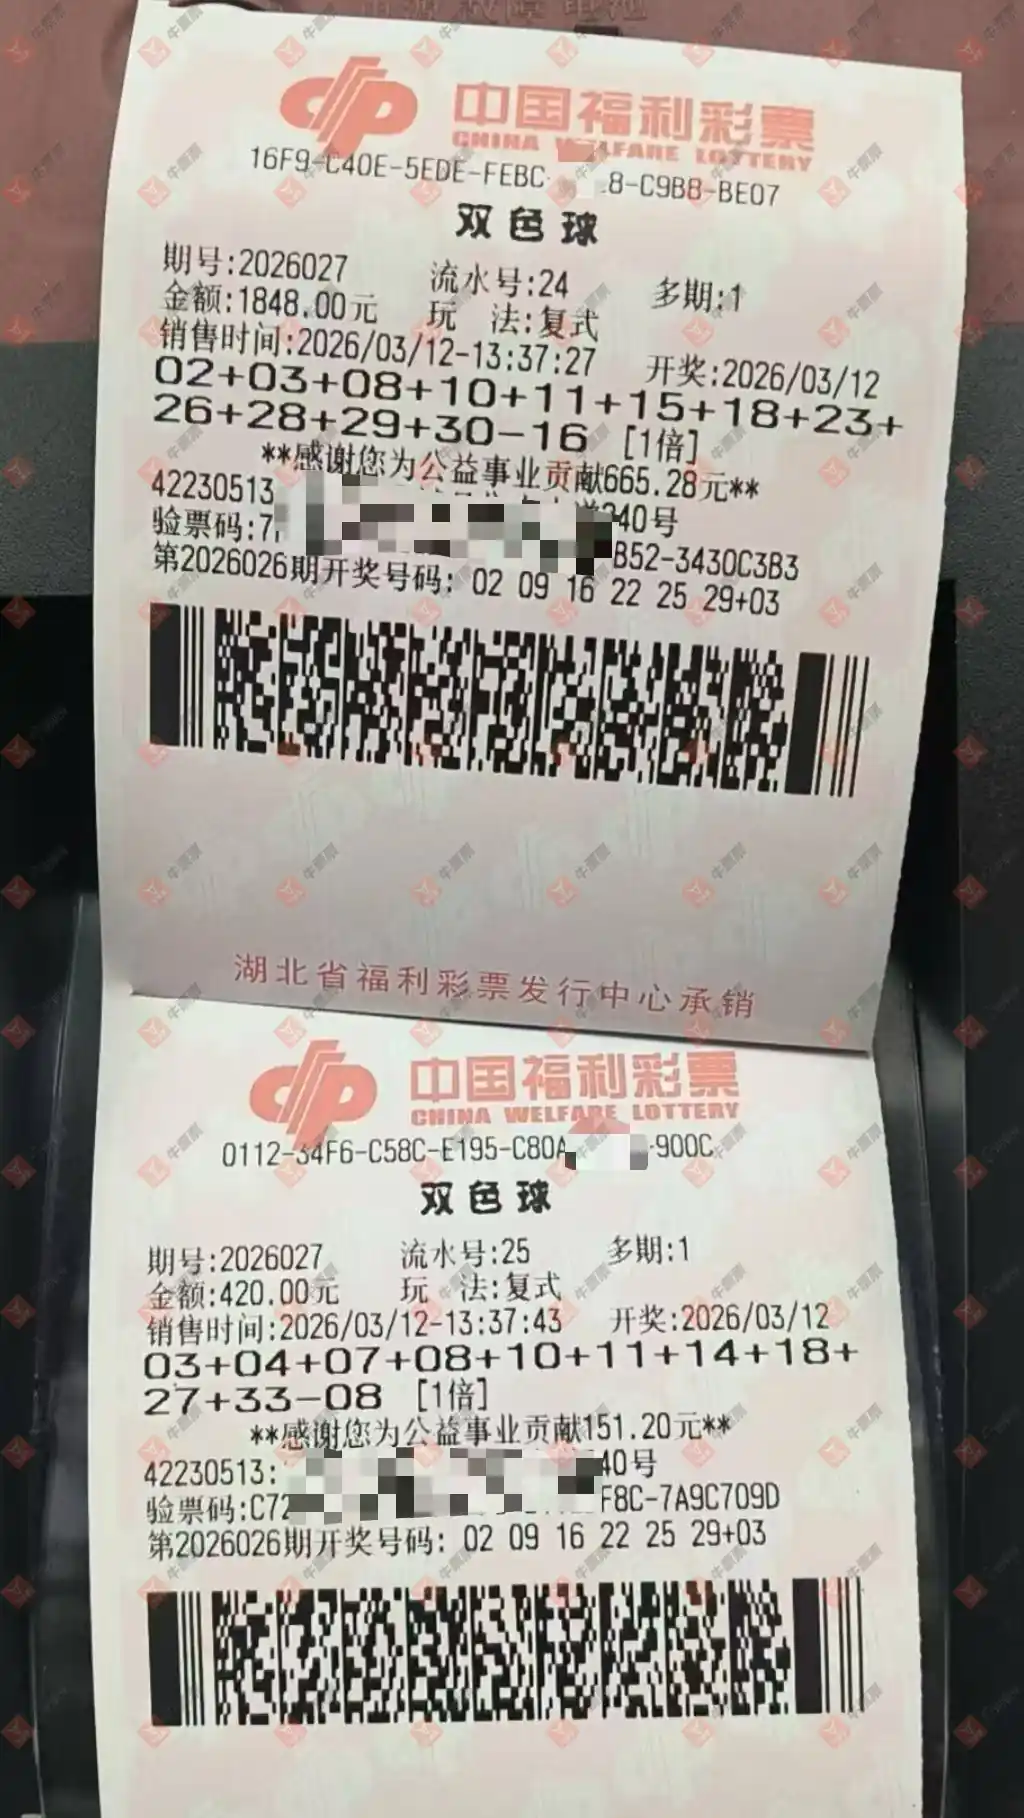 中国福利彩票
CHINA WELFARE LOTTERY
16F9-C40E-5EDE-FEBC 8-C9B8-BE07
双色球
期号:2026027 流水号:24 多期:1
金额:1848.00元 玩 法:复式
销售时间:2026/03/12-13:37:27 开奖:2026/03/12
02+03+08+10+11+15+18+23+
26+28+29+30-16 [1倍]
**感谢您为公益事业贡献665.28元**
42230513 240号
验票码:7 B52-3430C3B3
第2026026期开奖号码: 02 09 16 22 25 29+03
湖北省福利彩票发行中心承销
中国福利彩票
CHINA WELFARE LOTTERY
0112-34F6-C58C-E195-C80A -900C
双色球
期号:2026027 流水号:25 多期:1
金额:420.00元 玩 法:复式
销售时间:2026/03/12-13:37:43 开奖:2026/03/12
03+04+07+08+10+11+14+18+
27+33-08 [1倍]
**感谢您为公益事业贡献151.20元**
42230513: 40号
验票码:C72 F8C-7A9C709D
第2026026期开奖号码: 02 09 16 22 25 29+03